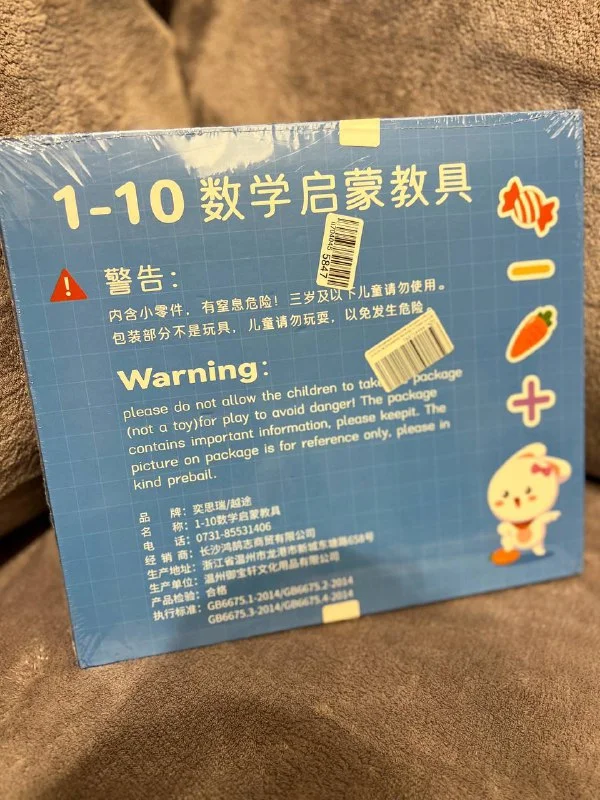 1-10 数学启蒙教具
警告：
内含小零件，有窒息危险！三岁及以下儿童请勿使用。
包装部分不是玩具，儿童请勿玩耍，以免发生危险
Warning:
please do not allow the children to take package
(not a toy)for play to avoid danger! The package
contains important information, please keepit. The
picture on package is for reference only, please in
kind prebail.
品 牌：奕思瑞/越途
名 称：1-10数学启蒙教具
电 话：0731-85531406
经 销 商：长沙鸿鹄志商贸有限公司
生产地址：浙江省温州市龙港市新城东塘路658号
生产单位：温州御宝轩文化用品有限公司
产品检验：合格
执行标准：GB6675.1-2014/GB6675.2-2014
GB6675.3-2014/GB6675.4-2014
5847